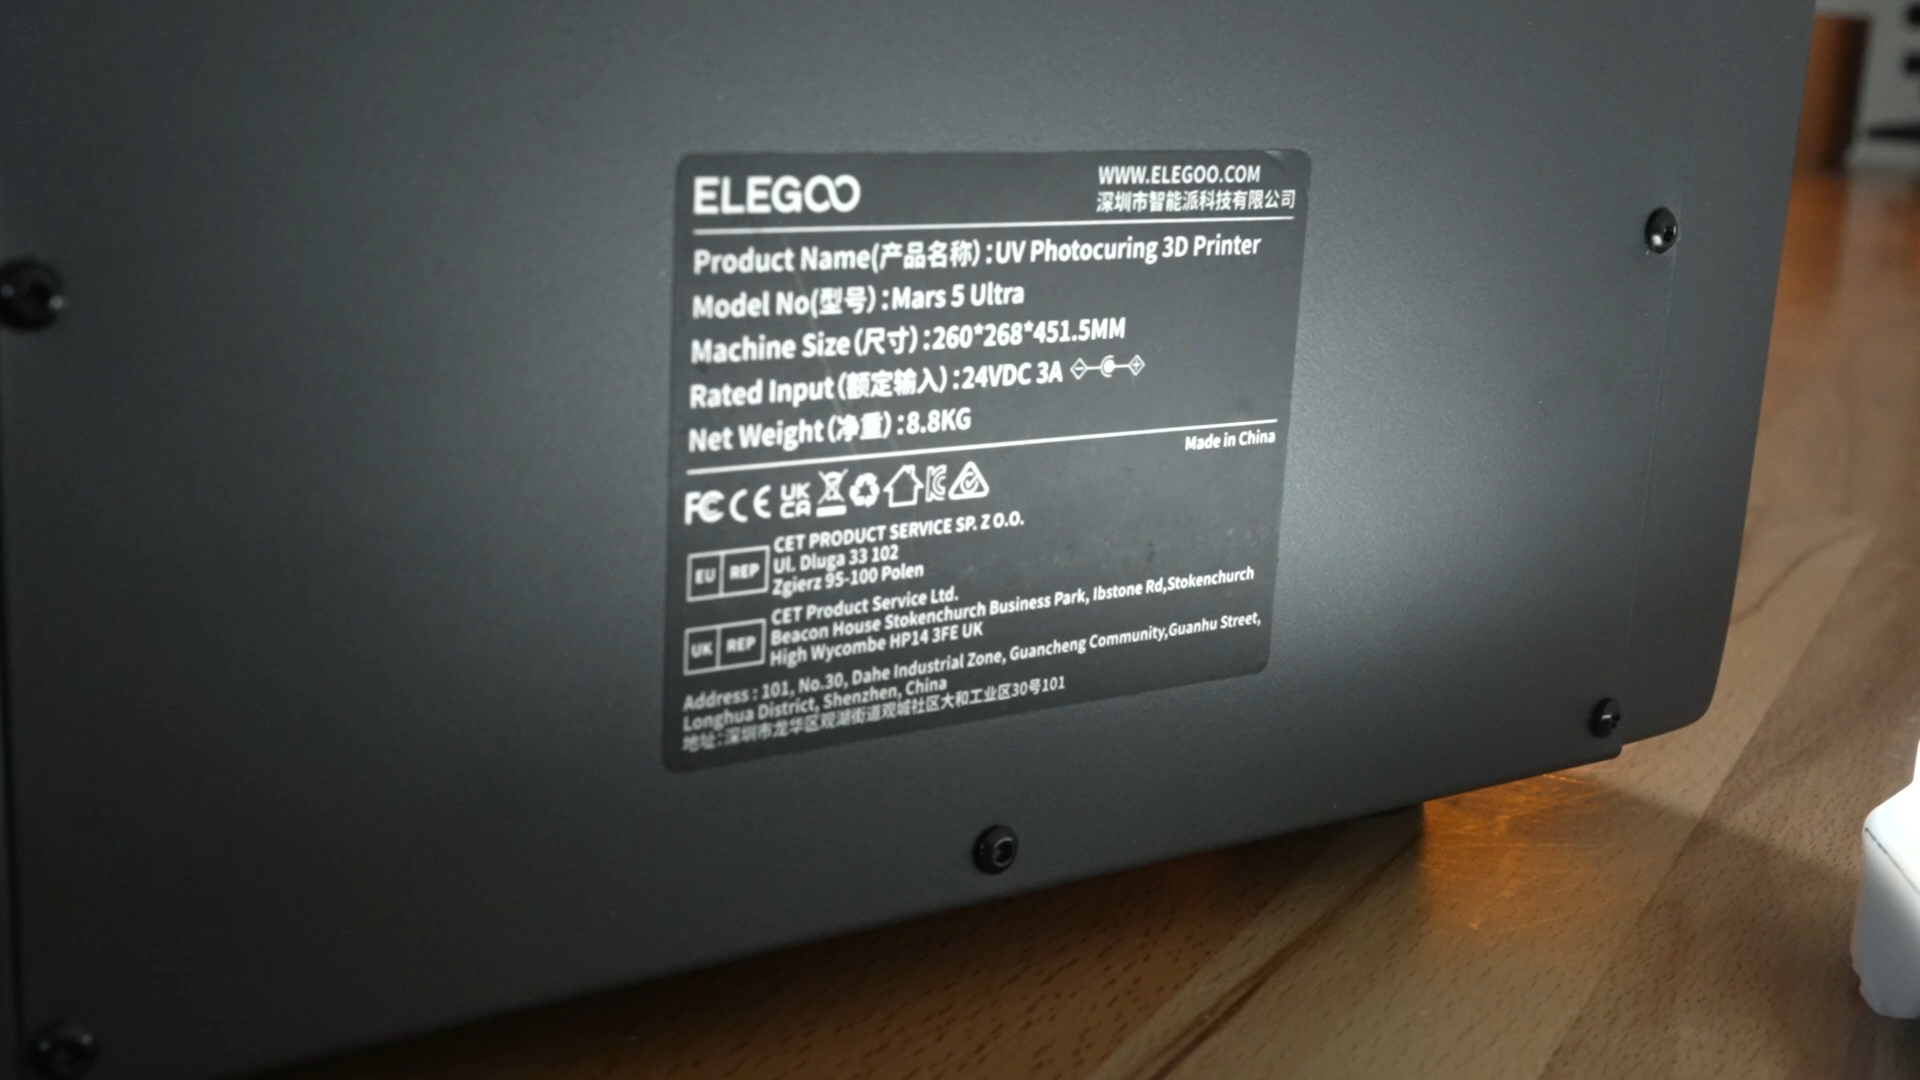 ELEGOO
WWW.ELEGOO.COM
深圳市智能派科技有限公司
Product Name(产品名称):UV Photocuring 3D Printer
Model No(型号):Mars 5 Ultra
Machine Size(尺寸):260*268*451.5MM
Rated Input(额定输入):24VDC 3A
Net Weight(净重):8.8KG
Made in China
FC CE UK CA
CET PRODUCT SERVICE SP. Z O.O.
Ul. Dluga 33 102
Zgierz 95-100 Polen
EU REP
CET Product Service Ltd.
Beacon House Stokenchurch Business Park, Ibstone Rd,Stokenchurch
High Wycombe HP14 3FE UK
UK REP
Address : 101, No.30, Dahe Industrial Zone, Guancheng Community,Guanhu Street,
Longhua District, Shenzhen, China
地址:深圳市龙华区观湖街道观城社区大和工业区30号101